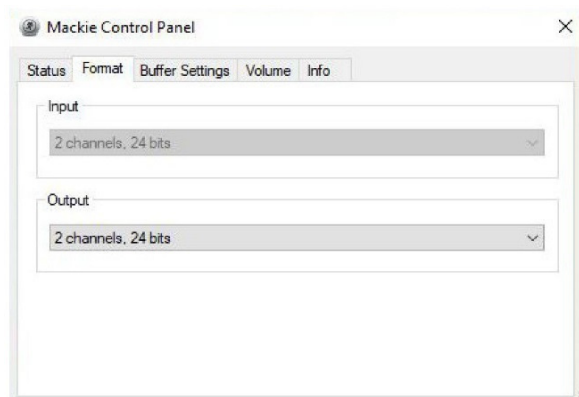 Mackie Control Panel
Status Format Buffer Settings Volume Info
Input
2 channels, 24 bits
Output
2 channels, 24 bits